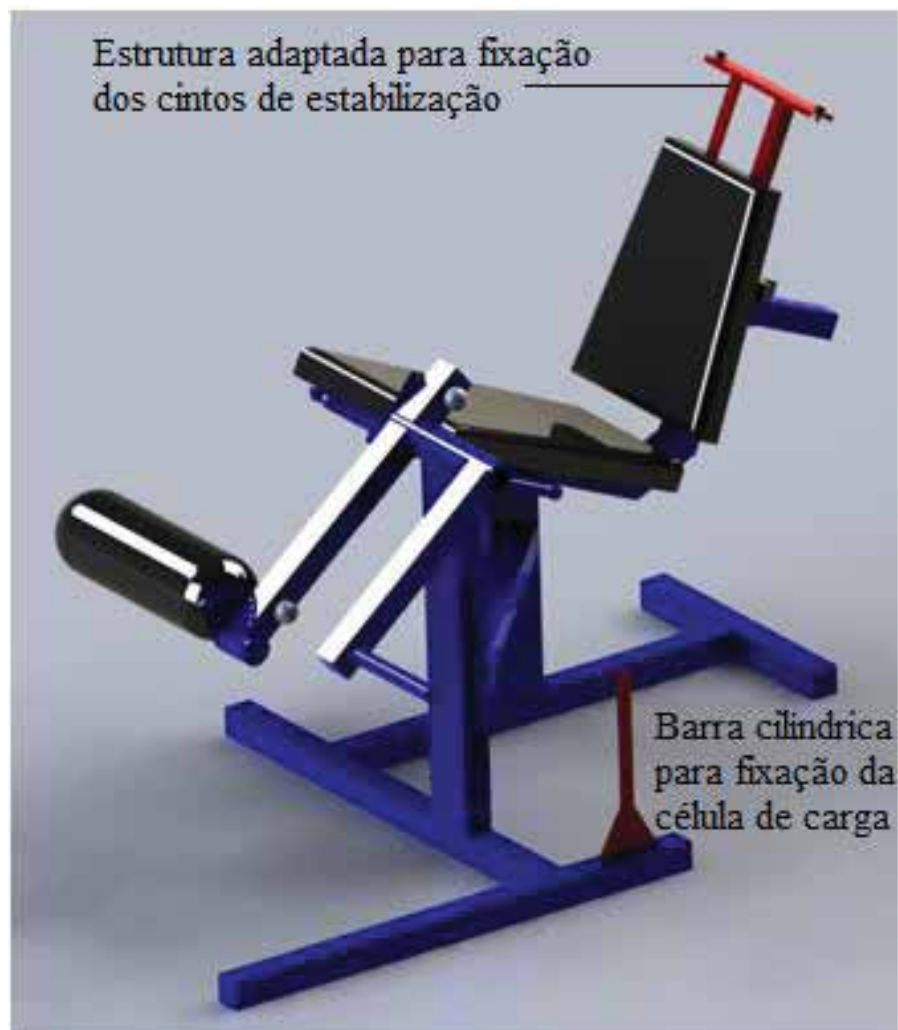 Estrutura adaptada para fixação
dos cintos de estabilização
Barra cilindrica
para fixação da
célula de carga